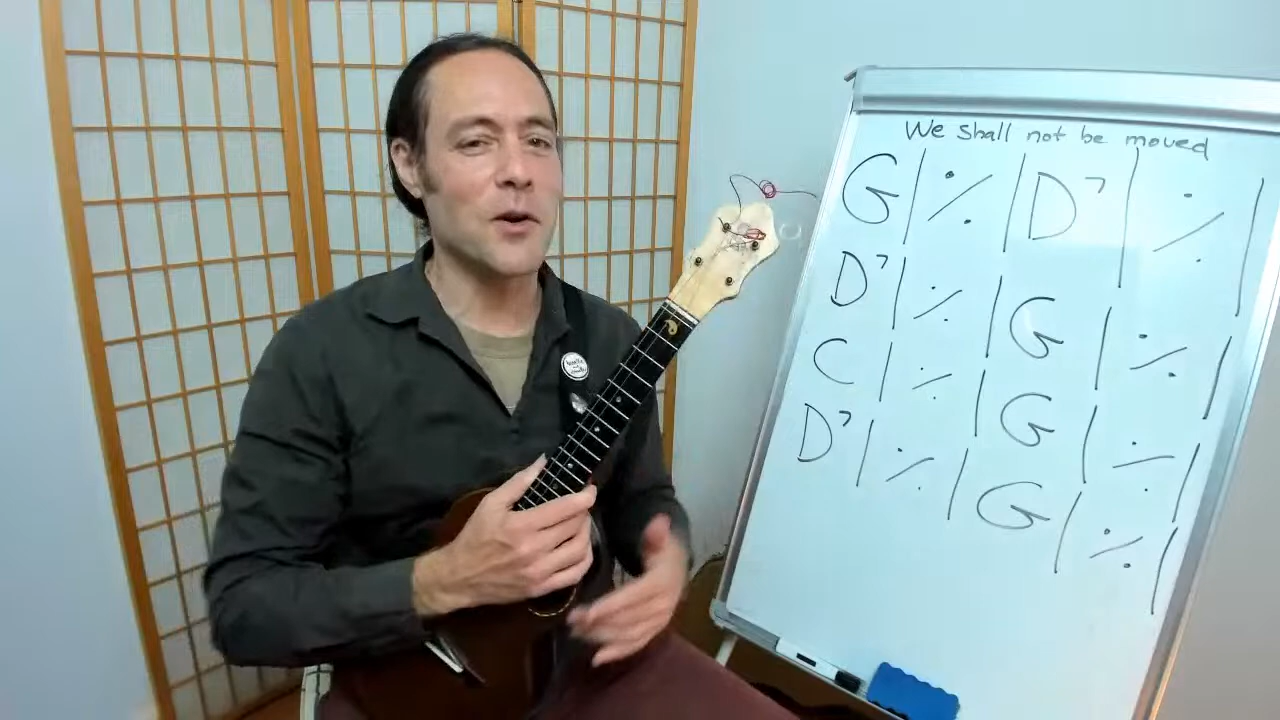 We shall not be moved
G | ٪ | D7 | ٪ |
D7 | ٪ | G | ٪ |
C | ٪ | G | ٪ |
D7 | ٪ | G | ٪ |